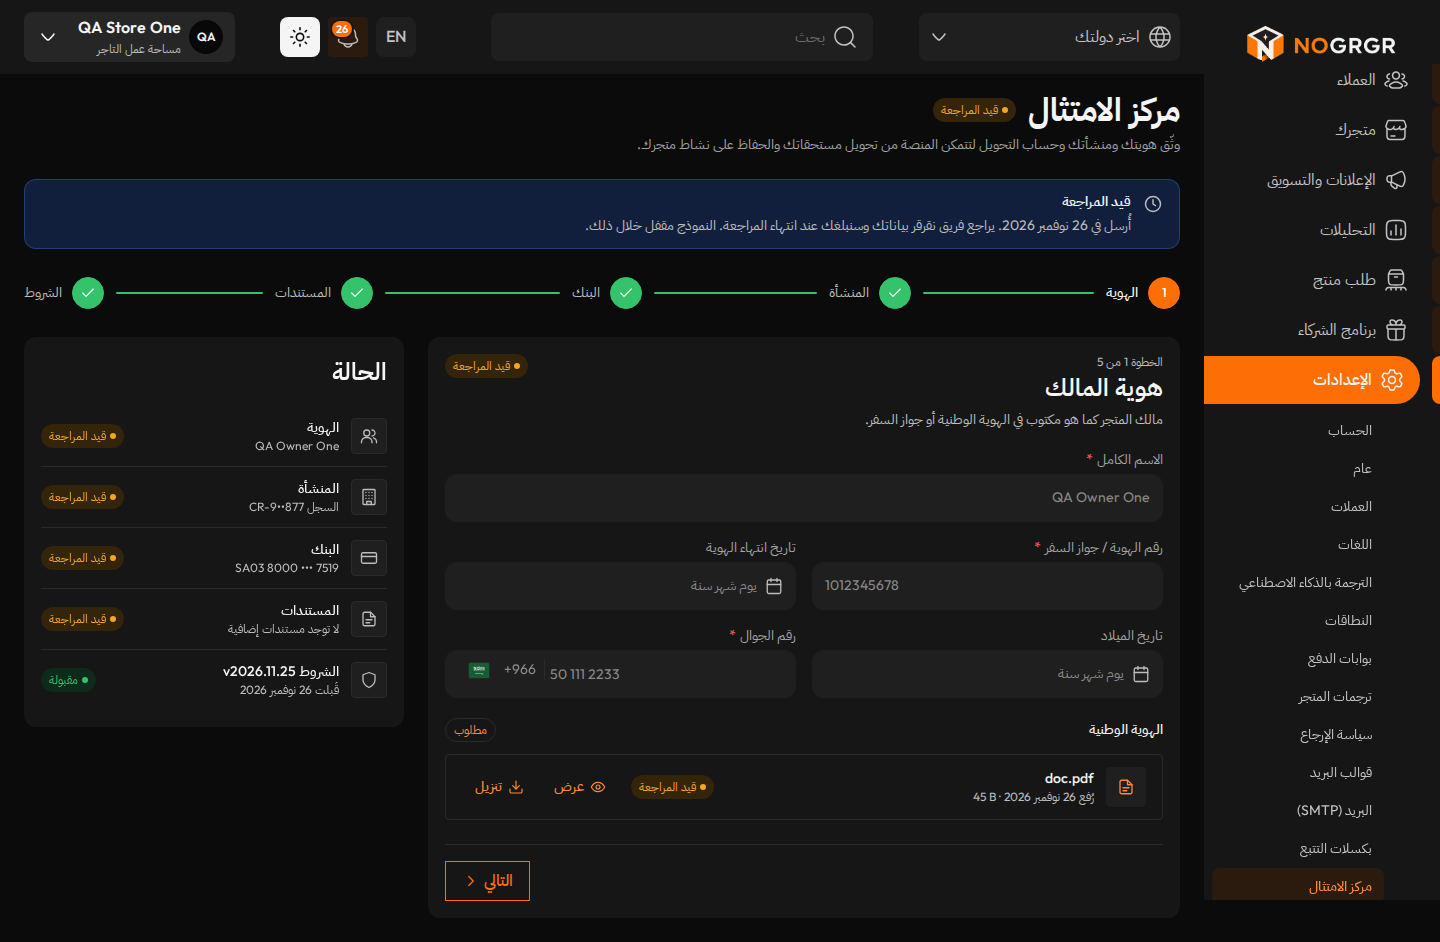 NOGRGR
اختر دولتك
بحث
EN
26
QA
QA Store One
مساحة عمل التاجر
العملاء
متجرك
الإعلانات والتسويق
التحليلات
طلب منتج
برنامج الشركاء
الإعدادات
الحساب
عام
العملات
اللغات
الترجمة بالذكاء الاصطناعي
النطاقات
بوابات الدفع
ترجمات المتجر
سياسة الإرجاع
قوالب البريد
البريد (SMTP)
بكسلات التتبع
مركز الامتثال
مركز الامتثال
قيد المراجعة
وثّق هويتك ومنشأتك وحساب التحويل لتتمكن المنصة من تحويل مستحقاتك والحفاظ على نشاط متجرك.
قيد المراجعة
أُرسل في 26 نوفمبر 2026. يراجع فريق نقرقر بياناتك وسنبلغك عند انتهاء المراجعة. النموذج مقفل خلال ذلك.
1 الهوية
المنشأة
البنك
المستندات
الشروط
الخطوة 1 من 5
قيد المراجعة
هوية المالك
مالك المتجر كما هو مكتوب في الهوية الوطنية أو جواز السفر.
الاسم الكامل *
QA Owner One
رقم الهوية / جواز السفر *
1012345678
تاريخ انتهاء الهوية
يوم شهر سنة
تاريخ الميلاد
يوم شهر سنة
رقم الجوال *
+966 50 111 2233
الهوية الوطنية
مطلوب
doc.pdf
رُفع 26 نوفمبر 2026 · 45 B
قيد المراجعة
عرض
تنزيل
التالي
الحالة
الهوية
QA Owner One
قيد المراجعة
المنشأة
السجل CR-9••877
قيد المراجعة
البنك
SA03 8000 ••• 7519
قيد المراجعة
المستندات
لا توجد مستندات إضافية
قيد المراجعة
الشروط v2026.11.25
قُبلت 26 نوفمبر 2026
مقبولة